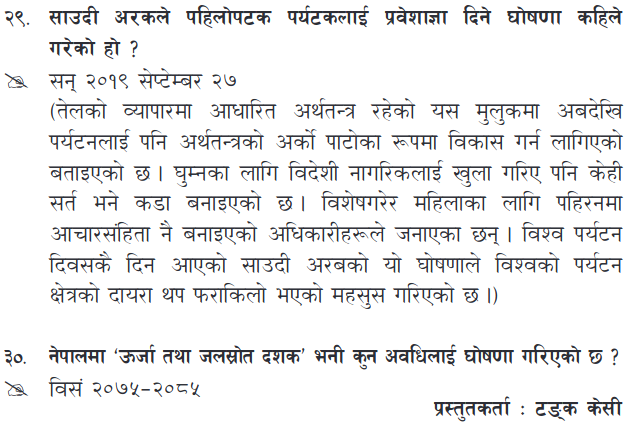 २९. साउदी अरकले पहिलोपटक पर्यटकलाई प्रवेशाज्ञा दिने घोषणा कहिले
गरेको हो ?
सन् २०१९ सेप्टेम्बर २७
(तेलको व्यापारमा आधारित अर्थतन्त्र रहेको यस मुलुकमा अबदेखि
पर्यटनलाई पनि अर्थतन्त्रको अर्को पाटोका रूपमा विकास गर्न लागिएको
बताइएको छ । घुम्नका लागि विदेशी नागरिकलाई खुला गरिए पनि केही
सर्त भने कडा बनाइएको छ । विशेषगरेर महिलाका लागि पहिरनमा
आचारसंहिता नै बनाइएको अधिकारीहरूले जनाएका छन् । विश्व पर्यटन
दिवसकै दिन आएको साउदी अरबको यो घोषणाले विश्वको पर्यटन
क्षेत्रको दायरा थप फराकिलो भएको महसुस गरिएको छ ।)
३०. नेपालमा ‘ऊर्जा तथा जलस्रोत दशक’ भनी कुन अवधिलाई घोषणा गरिएको छ ?
विसं २०७५-२०८५
प्रस्तुतकर्ता : टङ्क केसी